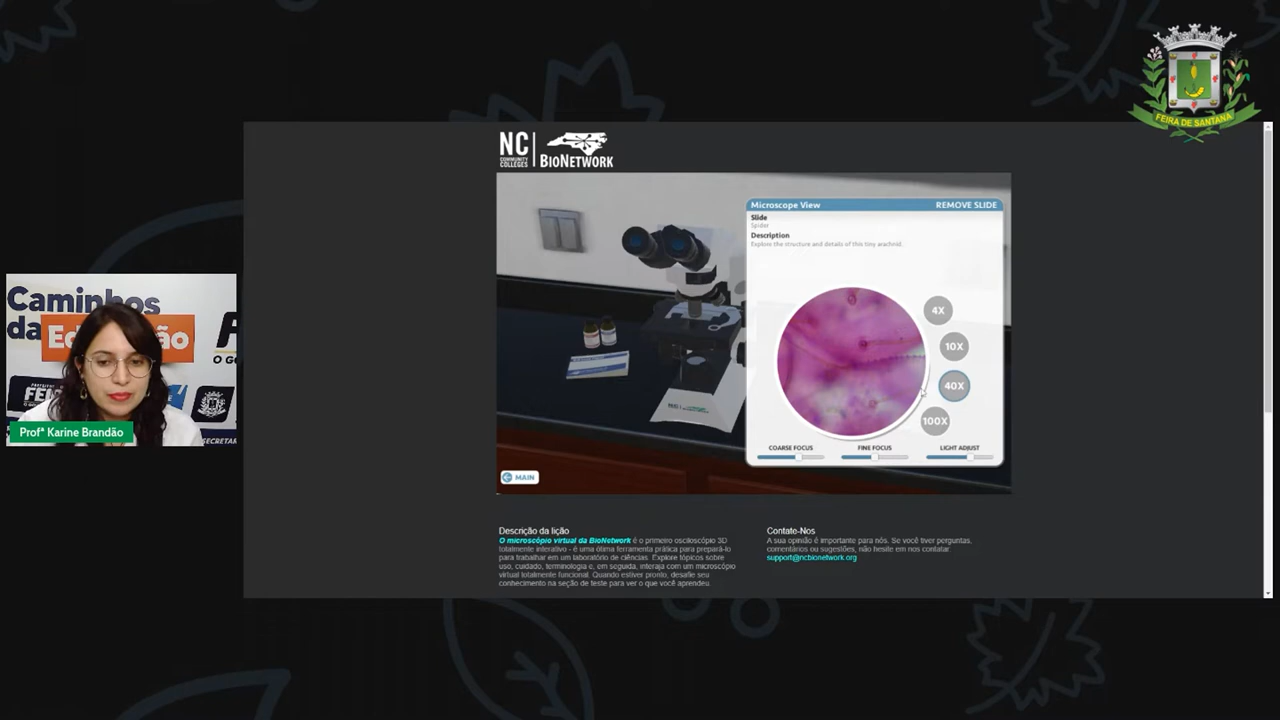 FEIRA DE SANTANA
NC
COMMUNITY
COLLEGES
BIONETWORK
Microscope View
REMOVE SLIDE
Slide
Spider
Description
Explore the structure and details of this tiny arachnid.
4X
10X
40X
100X
COARSE FOCUS
FINE FOCUS
LIGHT ADJUST
MAIN
Caminhos
da Ed
ão
O GO
SECRETAR
Profª Karine Brandão
Descrição da lição
O microscópio virtual da BioNetwork é o primeiro osciloscópio 3D
totalmente interativo - é uma ótima ferramenta prática para prepará-lo
para trabalhar em um laboratório de ciências. Explore tópicos sobre
uso, cuidado, terminologia e, em seguida, interaja com um microscópio
virtual totalmente funcional. Quando estiver pronto, desafie seu
conhecimento na seção de teste para ver o que você aprendeu.
Contate-Nos
A sua opinião é importante para nós. Se você tiver perguntas,
comentários ou sugestões, não hesite em nos contatar.
support@ncbionetwork.org